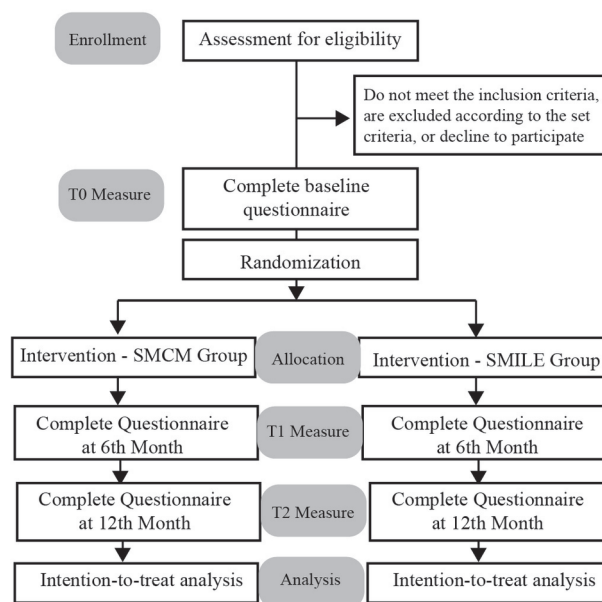 Enrollment
Assessment for eligibility
Do not meet the inclusion criteria,
are excluded according to the set
criteria, or decline to participate
T0 Measure
Complete baseline
questionnaire
Randomization
Intervention - SMCM Group
Allocation
Intervention - SMILE Group
Complete Questionnaire
at 6th Month
T1 Measure
Complete Questionnaire
at 6th Month
Complete Questionnaire
at 12th Month
T2 Measure
Complete Questionnaire
at 12th Month
Intention-to-treat analysis
Analysis
Intention-to-treat analysis